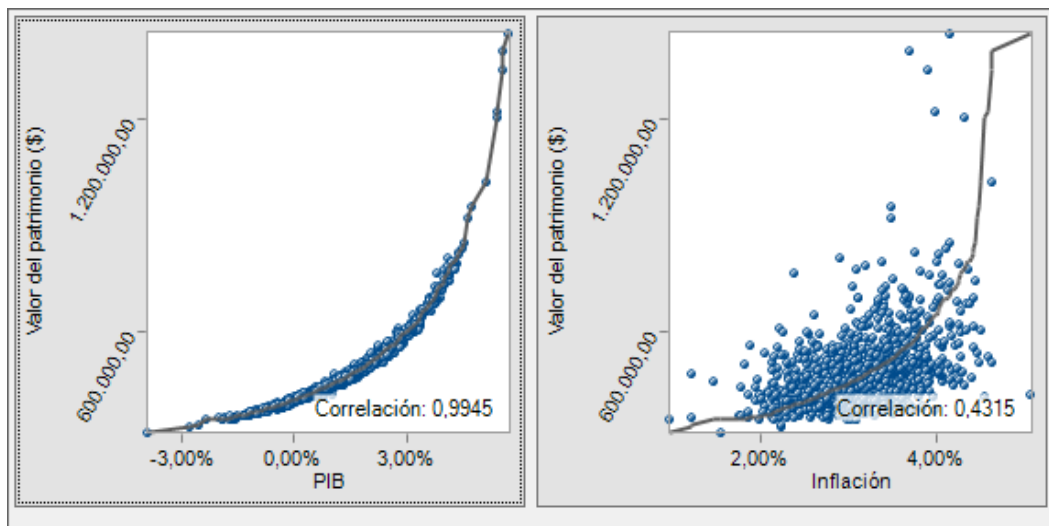 Valor del patrimonio ($)
1.200.000,00
600.000,00
Correlación: 0,9945
-3,00%
0,00%
3,00%
PIB
Valor del patrimonio ($)
1.200.000,00
600.000,00
Correlación: 0,4315
2,00%
4,00%
Inflación